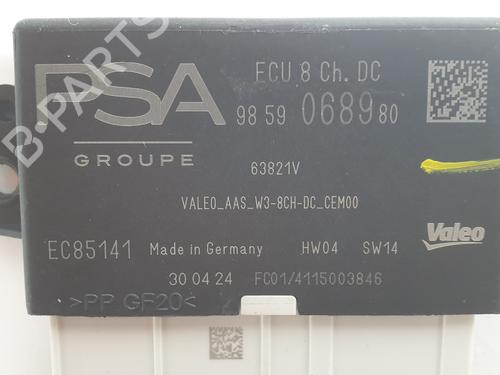 PSA
GROUPE
ECU 8 Ch. DC
98 59 0689 80
63821V
VALEO_AAS_W3-8CH-DC_CEM00
EC85141
Made in Germany
HW04 SW14
Valeo
30 04 24
FC01/4115003846
>PP GF20<
B-PARTS